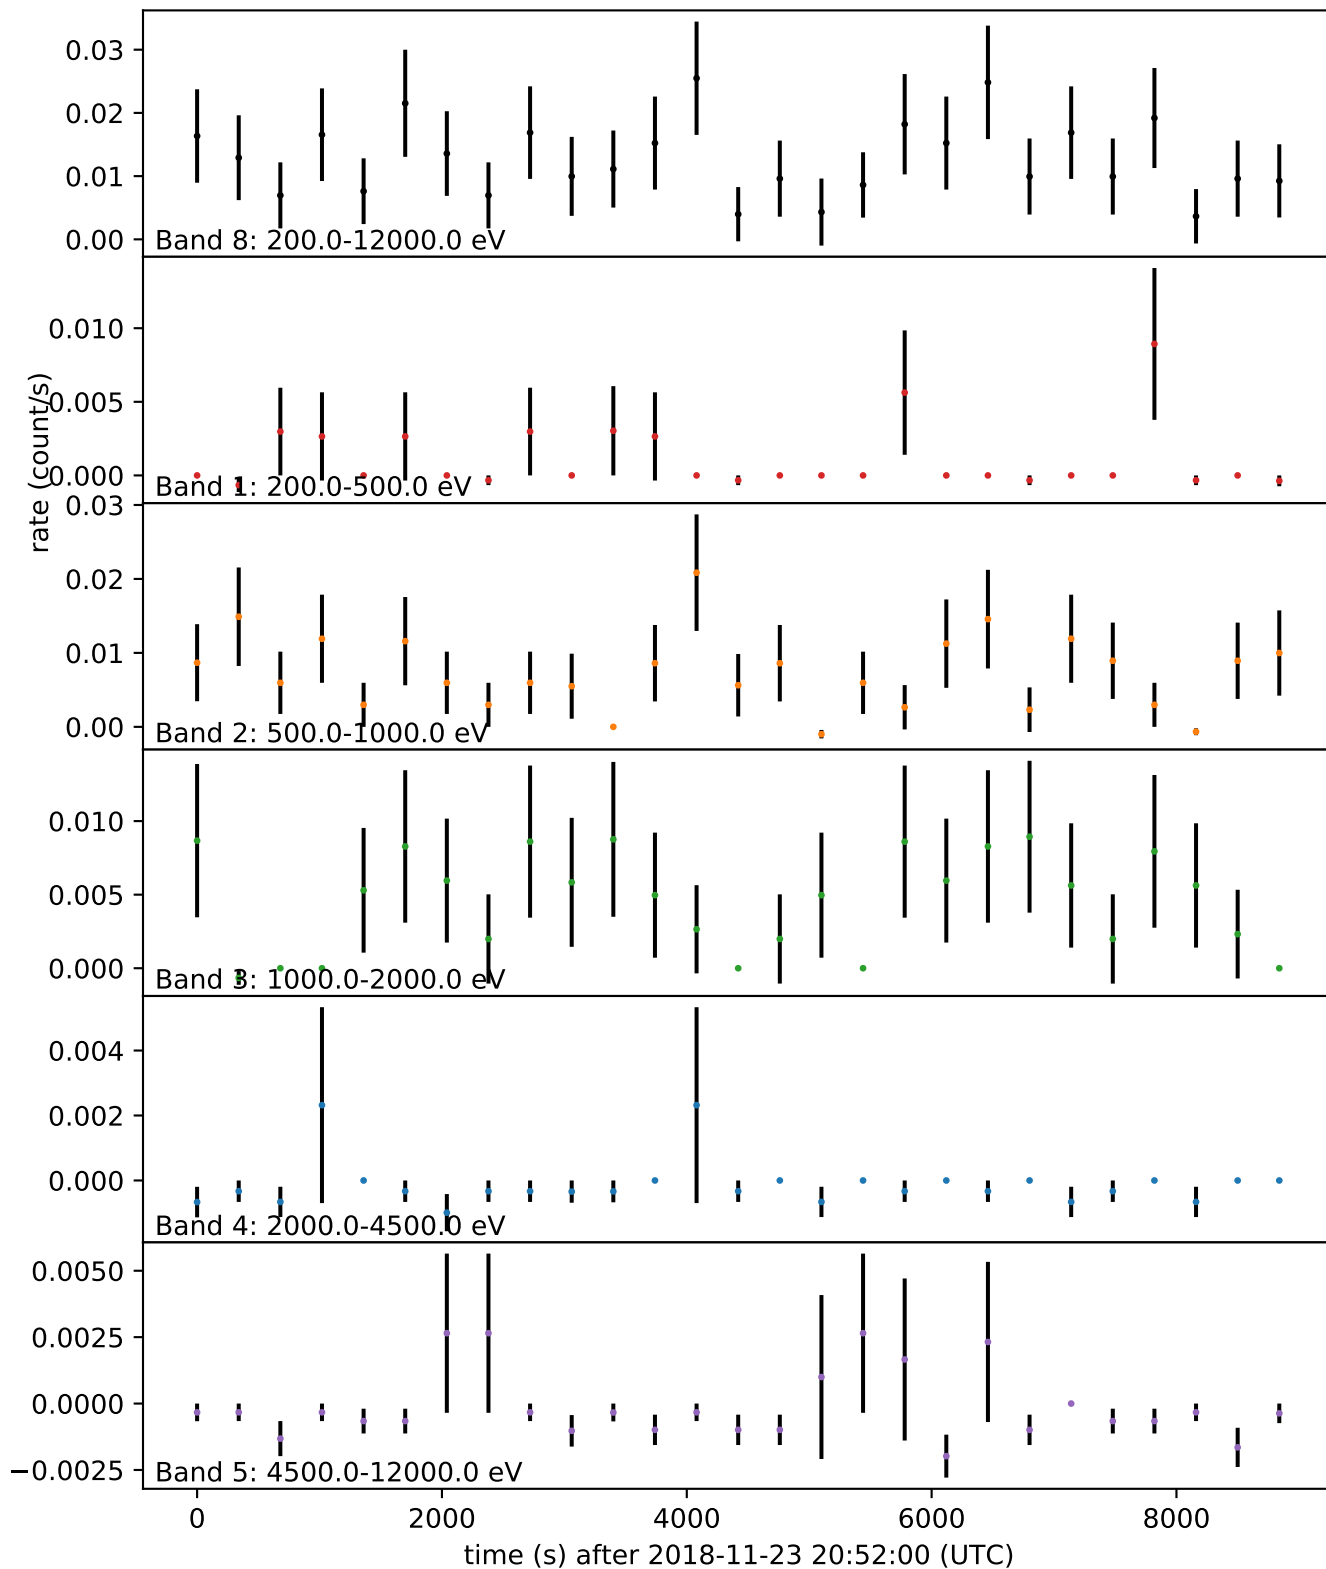 0.03
0.02
0.01
0.00
Band 8: 200.0-12000.0 eV
0.010
0.005
0.000
Band 1: 200.0-500.0 eV
rate (count/s)
0.03
0.02
0.01
0.00
Band 2: 500.0-1000.0 eV
0.010
0.005
0.000
Band 3: 1000.0-2000.0 eV
0.004
0.002
0.000
Band 4: 2000.0-4500.0 eV
0.0050
0.0025
0.0000
−0.0025
Band 5: 4500.0-12000.0 eV
0 2000 4000 6000 8000
time (s) after 2018-11-23 20:52:00 (UTC)